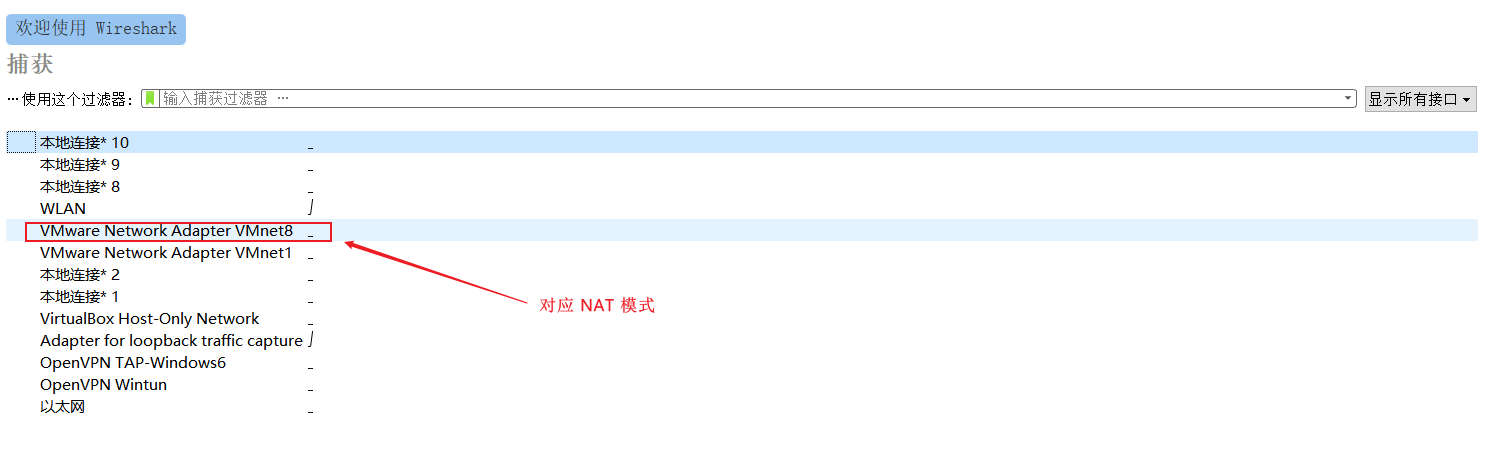 欢迎使用 Wireshark
捕获
…使用这个过滤器： 输入捕获过滤器 … 显示所有接口
本地连接* 10
本地连接* 9
本地连接* 8
WLAN
VMware Network Adapter VMnet8
VMware Network Adapter VMnet1
本地连接* 2
对应 NAT 模式
本地连接* 1
VirtualBox Host-Only Network
Adapter for loopback traffic capture
OpenVPN TAP-Windows6
OpenVPN Wintun
以太网